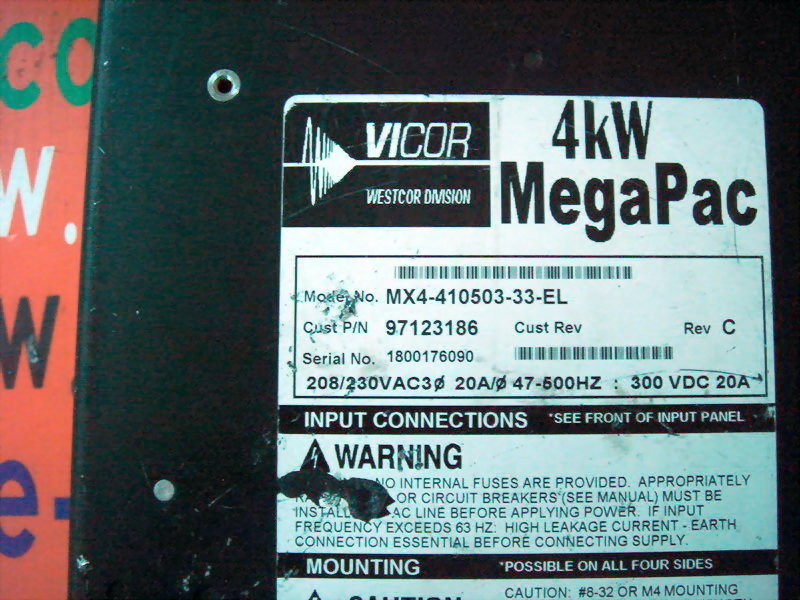 co
w.
w.
e-
VICOR
WESTCOR DIVISION
4kW
MegaPac
Model No. MX4-410503-33-EL
Cust P/N 97123186 Cust Rev Rev C
Serial No. 1800176090
208/230VAC3ø 20A/ø 47-500HZ : 300 VDC 20A
INPUT CONNECTIONS *SEE FRONT OF INPUT PANEL
WARNING
NO INTERNAL FUSES ARE PROVIDED. APPROPRIATELY
OR CIRCUIT BREAKERS (SEE MANUAL) MUST BE
INSTALL AC LINE BEFORE APPLYING POWER. IF INPUT
FREQUENCY EXCEEDS 63 HZ: HIGH LEAKAGE CURRENT - EARTH
CONNECTION ESSENTIAL BEFORE CONNECTING SUPPLY.
MOUNTING *POSSIBLE ON ALL FOUR SIDES
CAUTION CAUTION: #8-32 OR M4 MOUNTING